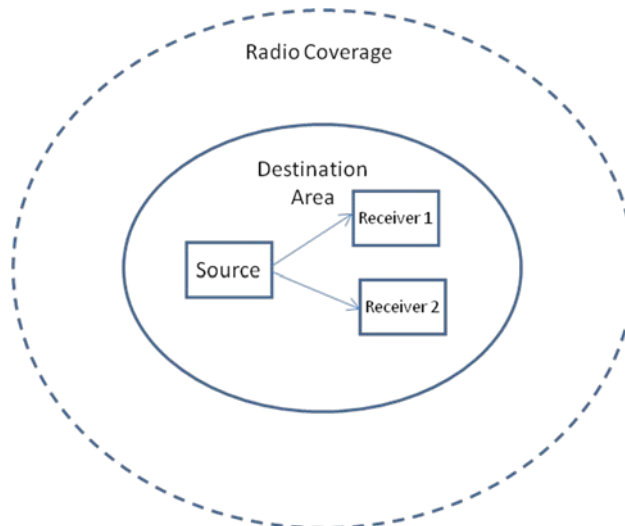 Radio Coverage
Destination
Area
Receiver 1
Source
Receiver 2